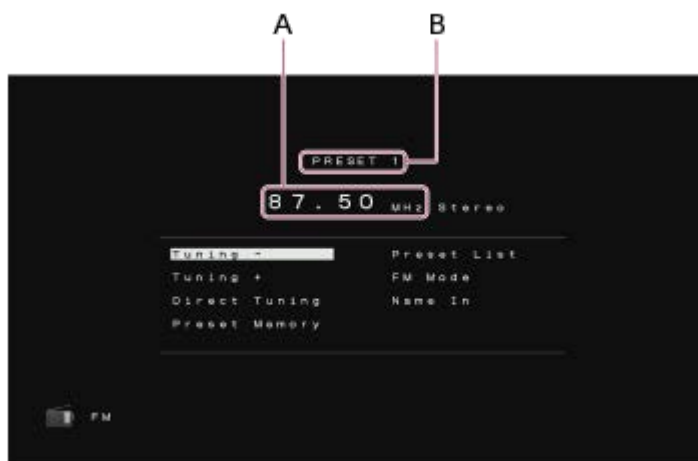 A B
PRESET 1
87.50 MHz Stereo
Tuning - Preset List
Tuning + FM Mode
Direct Tuning Name In
Preset Memory
FM